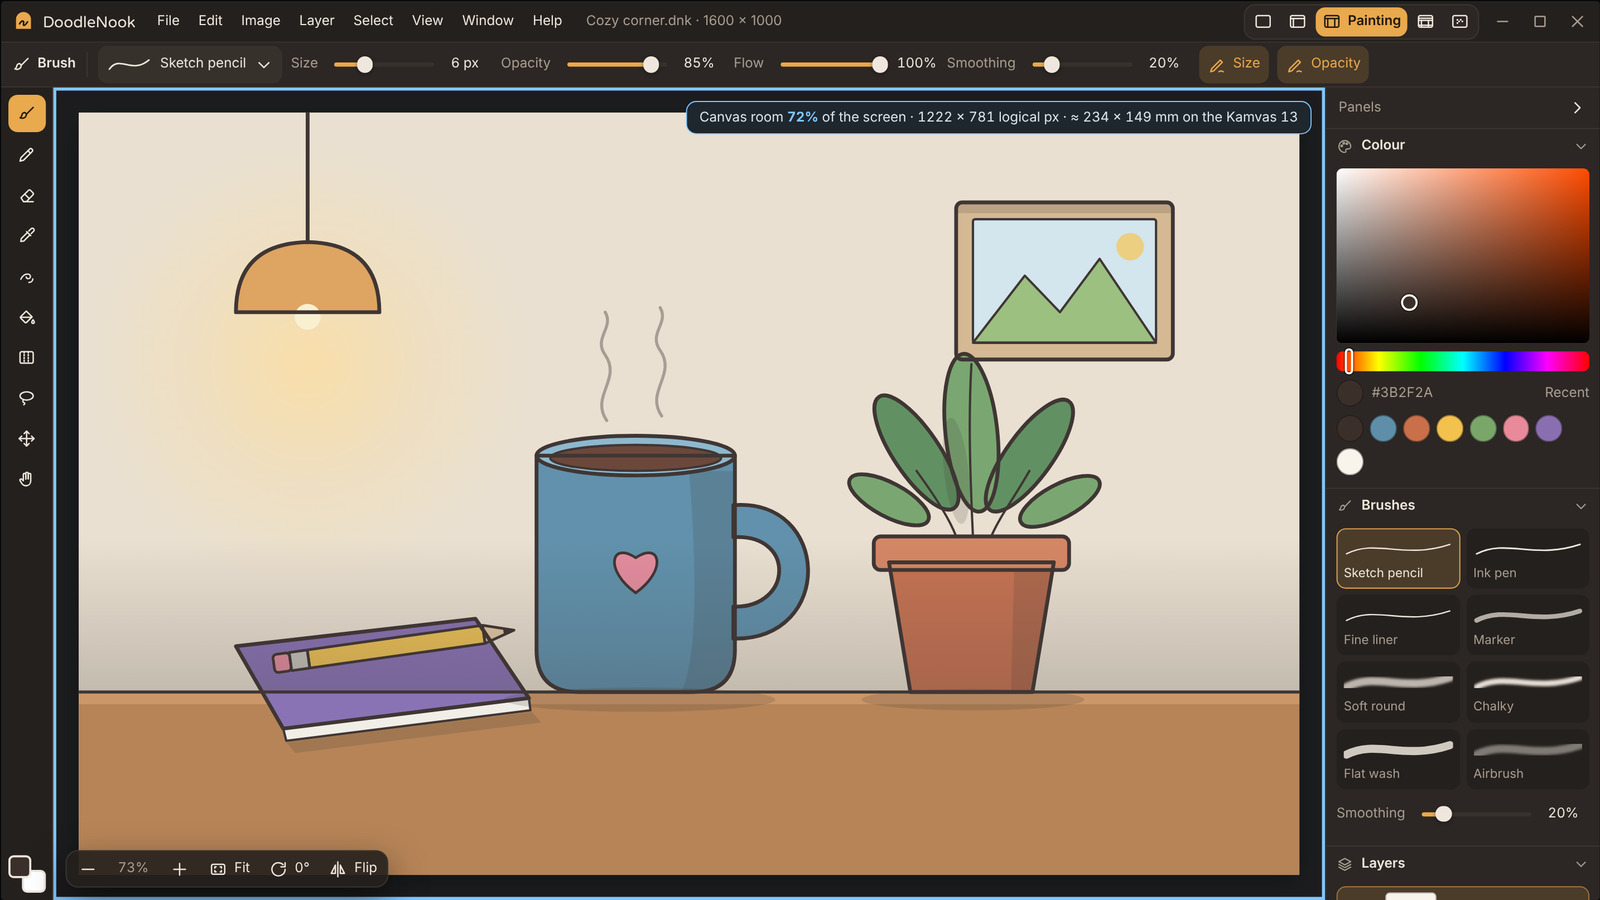 DoodleNook File Edit Image Layer Select View Window Help Cozy corner.dnk · 1600 × 1000 Painting
Brush Sketch pencil Size 6 px Opacity 85% Flow 100% Smoothing 20% Size Opacity
Canvas room 72% of the screen · 1222 × 781 logical px · ≈ 234 × 149 mm on the Kamvas 13
Panels
Colour
#3B2F2A Recent
Brushes
Sketch pencil Ink pen
Fine liner Marker
Soft round Chalky
Flat wash Airbrush
Smoothing 20%
Layers
73% Fit 0° Flip